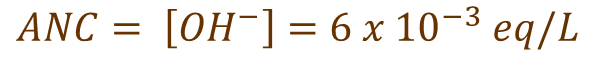 ANC = [OH⁻] = 6 x 10⁻³ eq/L